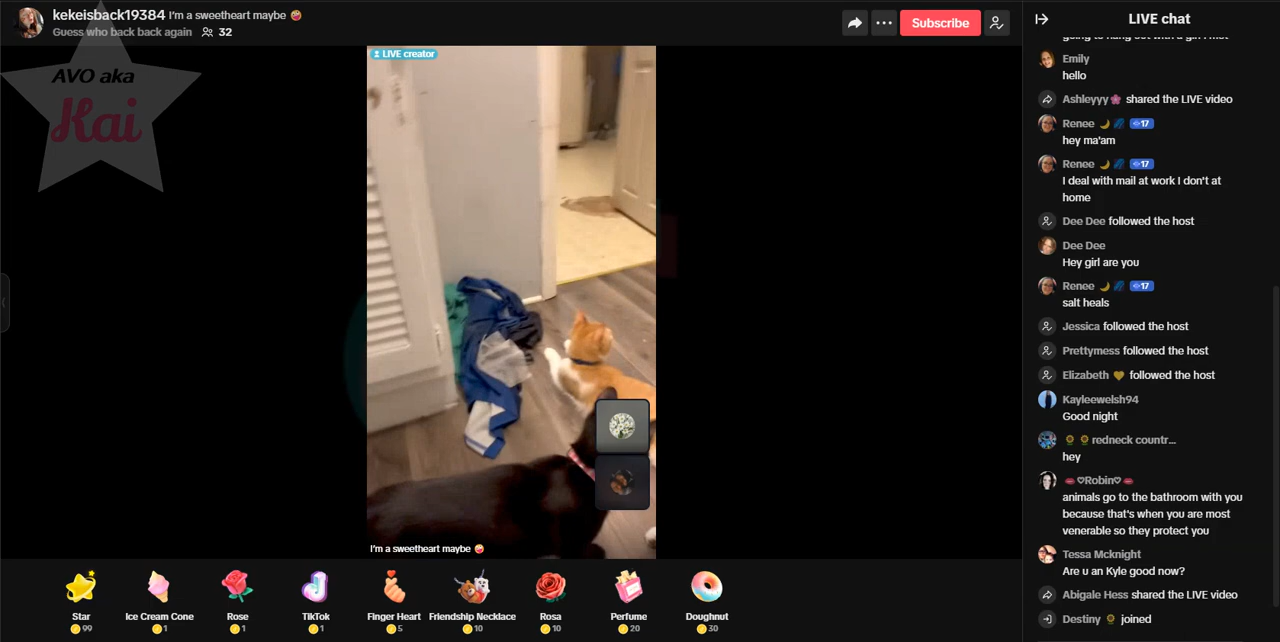 kekeisback19384 I'm a sweetheart maybe 🤪
Guess who back back again 32
Subscribe
AVO aka
Kai
LIVE creator
I'm a sweetheart maybe 🤪
Star
99
Ice Cream Cone
1
Rose
1
TikTok
1
Finger Heart
5
Friendship Necklace
10
Rosa
10
Perfume
20
Doughnut
30
LIVE chat
Emily
hello
Ashleyyy🌸 shared the LIVE video
Renee 🌙 17
hey ma'am
Renee 🌙 17
I deal with mail at work I don't at
home
Dee Dee followed the host
Dee Dee
Hey girl are you
Renee 🌙 17
salt heals
Jessica followed the host
Prettymess followed the host
Elizabeth 💛 followed the host
Kayleewelsh94
Good night
🌻 🌻 redneck countr...
hey
👄♡Robin♡👄
animals go to the bathroom with you
because that's when you are most
venerable so they protect you
Tessa Mcknight
Are u an Kyle good now?
Abigale Hess shared the LIVE video
Destiny 🌻 joined